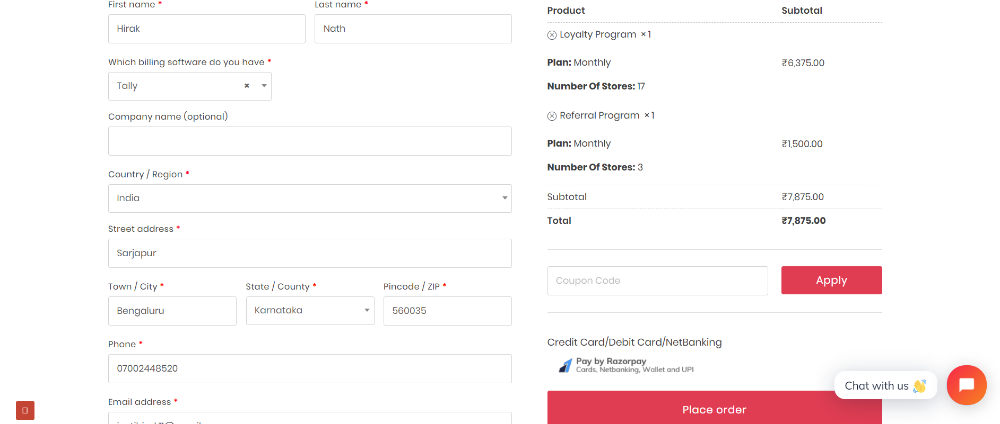 First name *
Last name *
Hirak
Nath
Which billing software do you have *
Tally ×
Company name (optional)
Country / Region *
India
Street address *
Sarjapur
Town / City *
State / County *
Pincode / ZIP *
Bengaluru
Karnataka
560035
Phone *
07002448520
Email address *
Product Subtotal
Loyalty Program × 1
Plan: Monthly ₹6,375.00
Number Of Stores: 17
Referral Program × 1
Plan: Monthly ₹1,500.00
Number Of Stores: 3
Subtotal ₹7,875.00
Total ₹7,875.00
Coupon Code
Apply
Credit Card/Debit Card/NetBanking
Pay by Razorpay
Cards, Netbanking, Wallet and UPI
Chat with us 👋
Place order